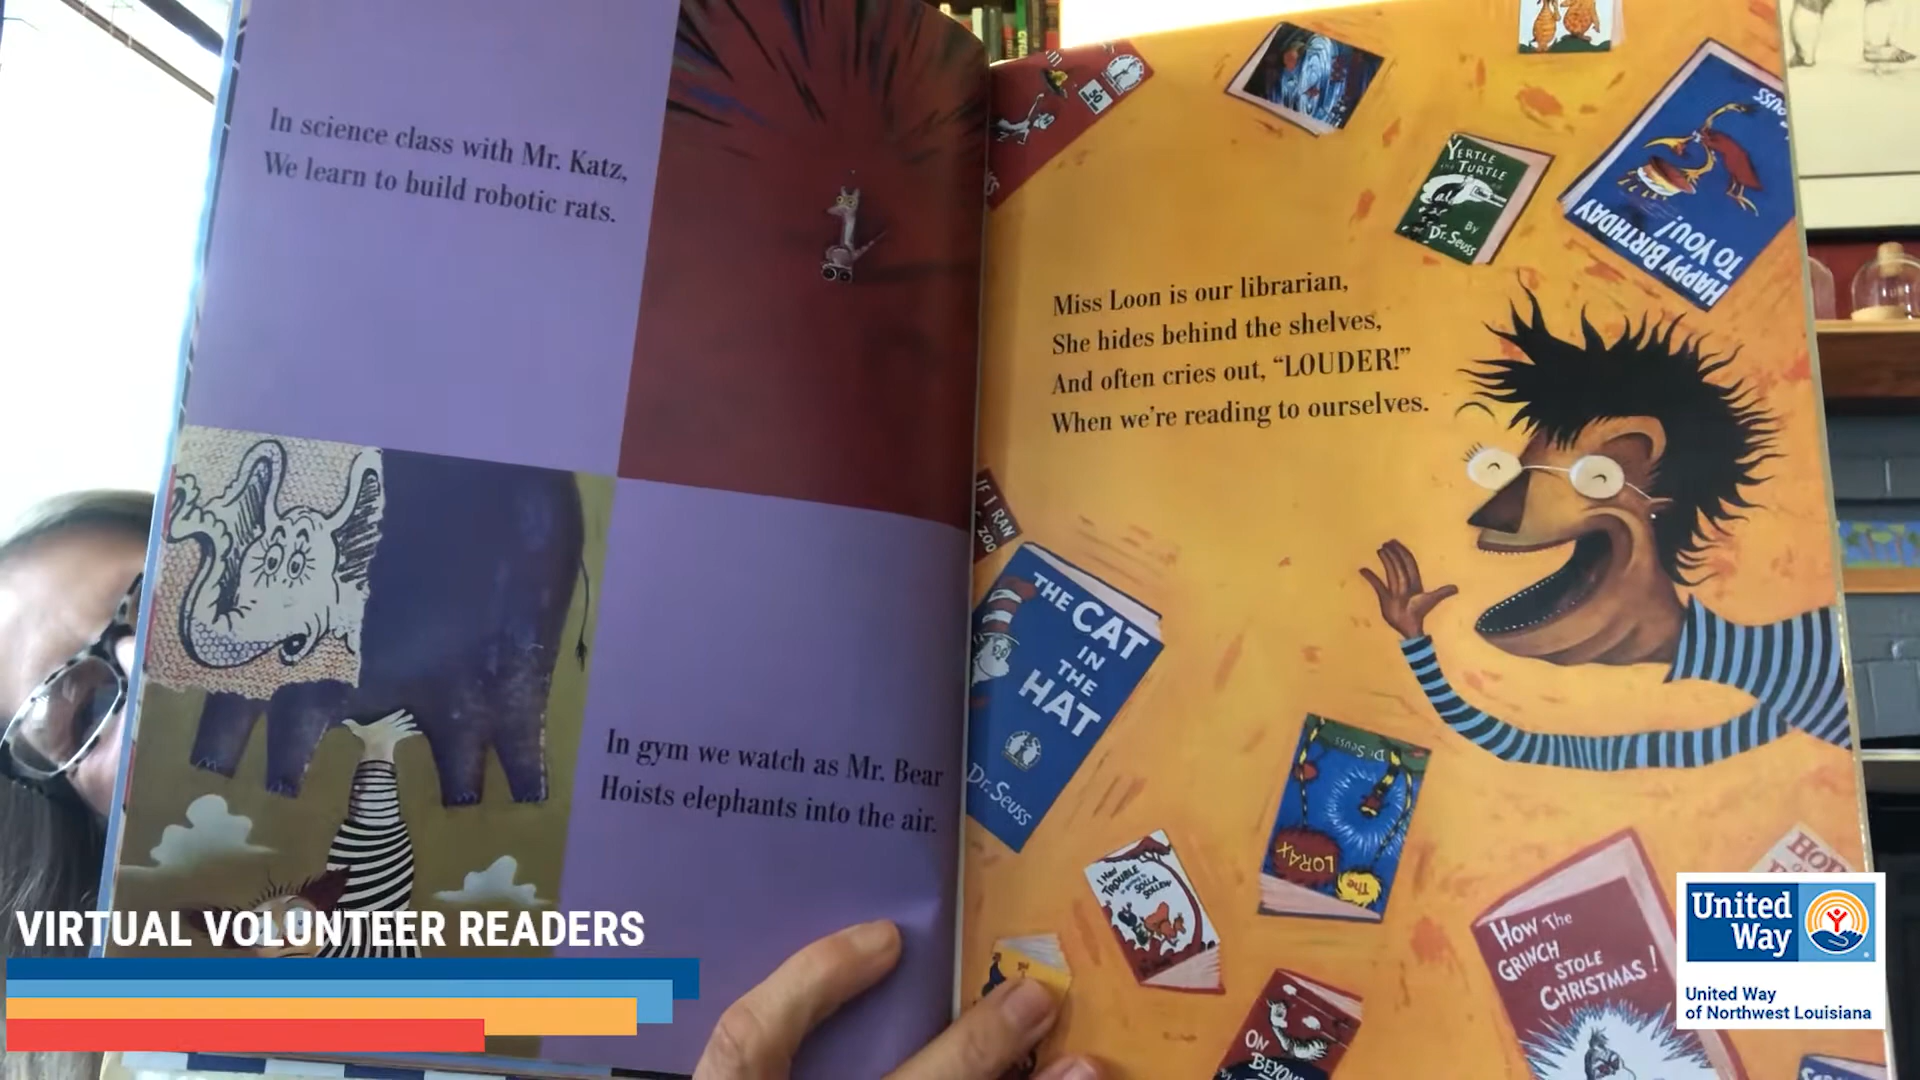 In science class with Mr. Katz,
We learn to build robotic rats.
In gym we watch as Mr. Bear
Hoists elephants into the air.
Miss Loon is our librarian,
She hides behind the shelves,
And often cries out, “LOUDER!”
When we’re reading to ourselves.
50
YERTLE
THE TURTLE
BY
Dr. SEUSS
HAPPY BIRTHDAY
TO YOU!
IF I RAN
ZOO
THE
CAT
IN
THE
HAT
Dr. Seuss
Dr. Seuss
The
LORAX
I HAD
TROUBLE
SOLLA
SOLLEW
HOW THE
GRINCH
STOLE
CHRISTMAS!
ON
BEYOND
VIRTUAL VOLUNTEER READERS
United
Way
United Way
of Northwest Louisiana